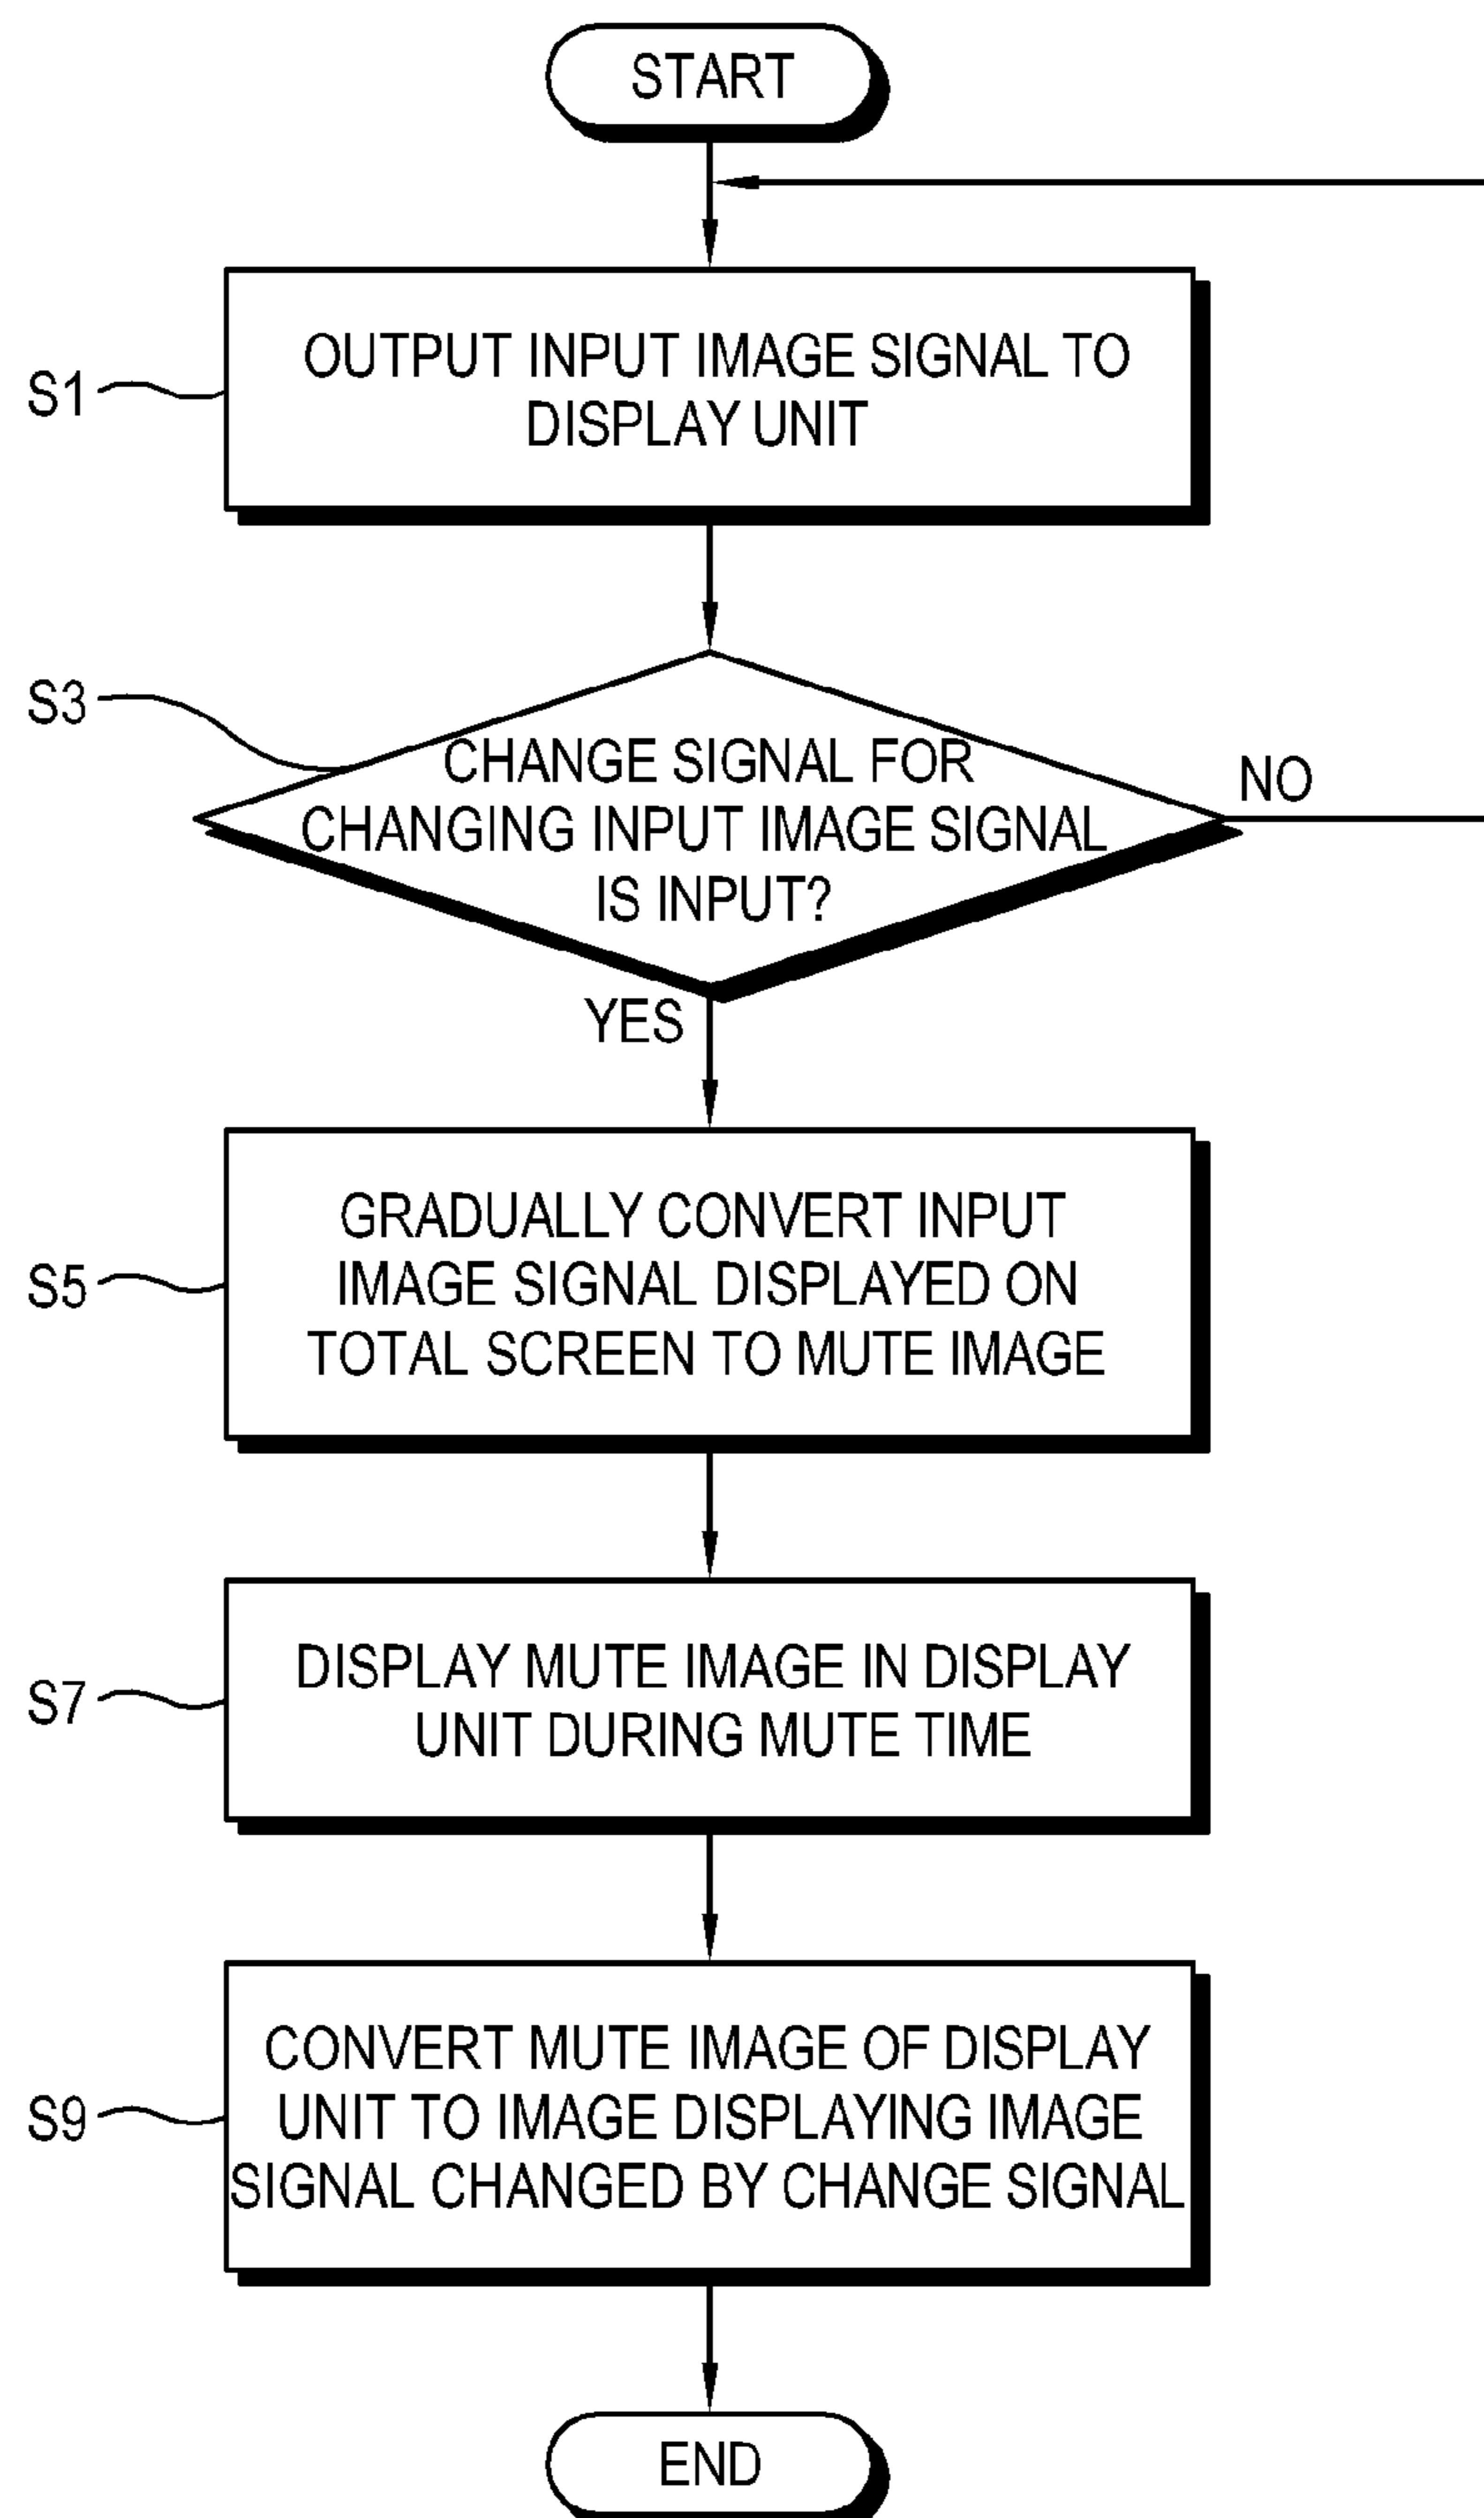 START
S1
OUTPUT INPUT IMAGE SIGNAL TO
DISPLAY UNIT
S3
CHANGE SIGNAL FOR
CHANGING INPUT IMAGE SIGNAL
IS INPUT?
NO
YES
S5
GRADUALLY CONVERT INPUT
IMAGE SIGNAL DISPLAYED ON
TOTAL SCREEN TO MUTE IMAGE
S7
DISPLAY MUTE IMAGE IN DISPLAY
UNIT DURING MUTE TIME
S9
CONVERT MUTE IMAGE OF DISPLAY
UNIT TO IMAGE DISPLAYING IMAGE
SIGNAL CHANGED BY CHANGE SIGNAL
END